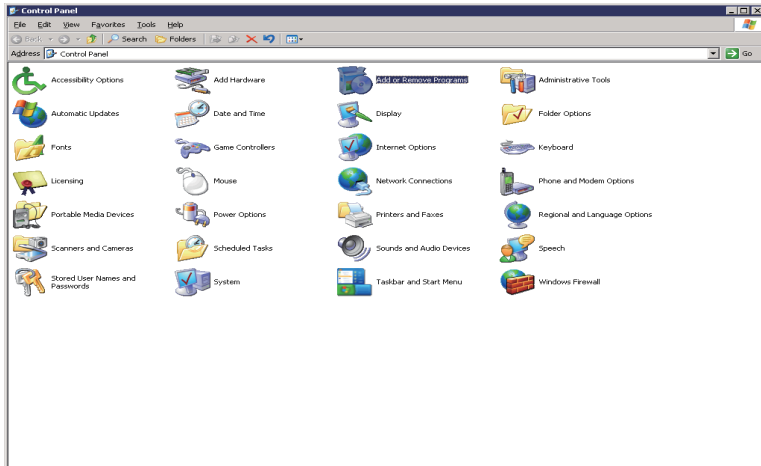 Control Panel
File Edit View Favorites Tools Help
Back Search Folders
Address Control Panel Go
Accessibility Options Add Hardware Add or Remove Programs Administrative Tools
Automatic Updates Date and Time Display Folder Options
Fonts Game Controllers Internet Options Keyboard
Licensing Mouse Network Connections Phone and Modem Options
Portable Media Devices Power Options Printers and Faxes Regional and Language Options
Scanners and Cameras Scheduled Tasks Sounds and Audio Devices Speech
Stored User Names and
Passwords System Taskbar and Start Menu Windows Firewall